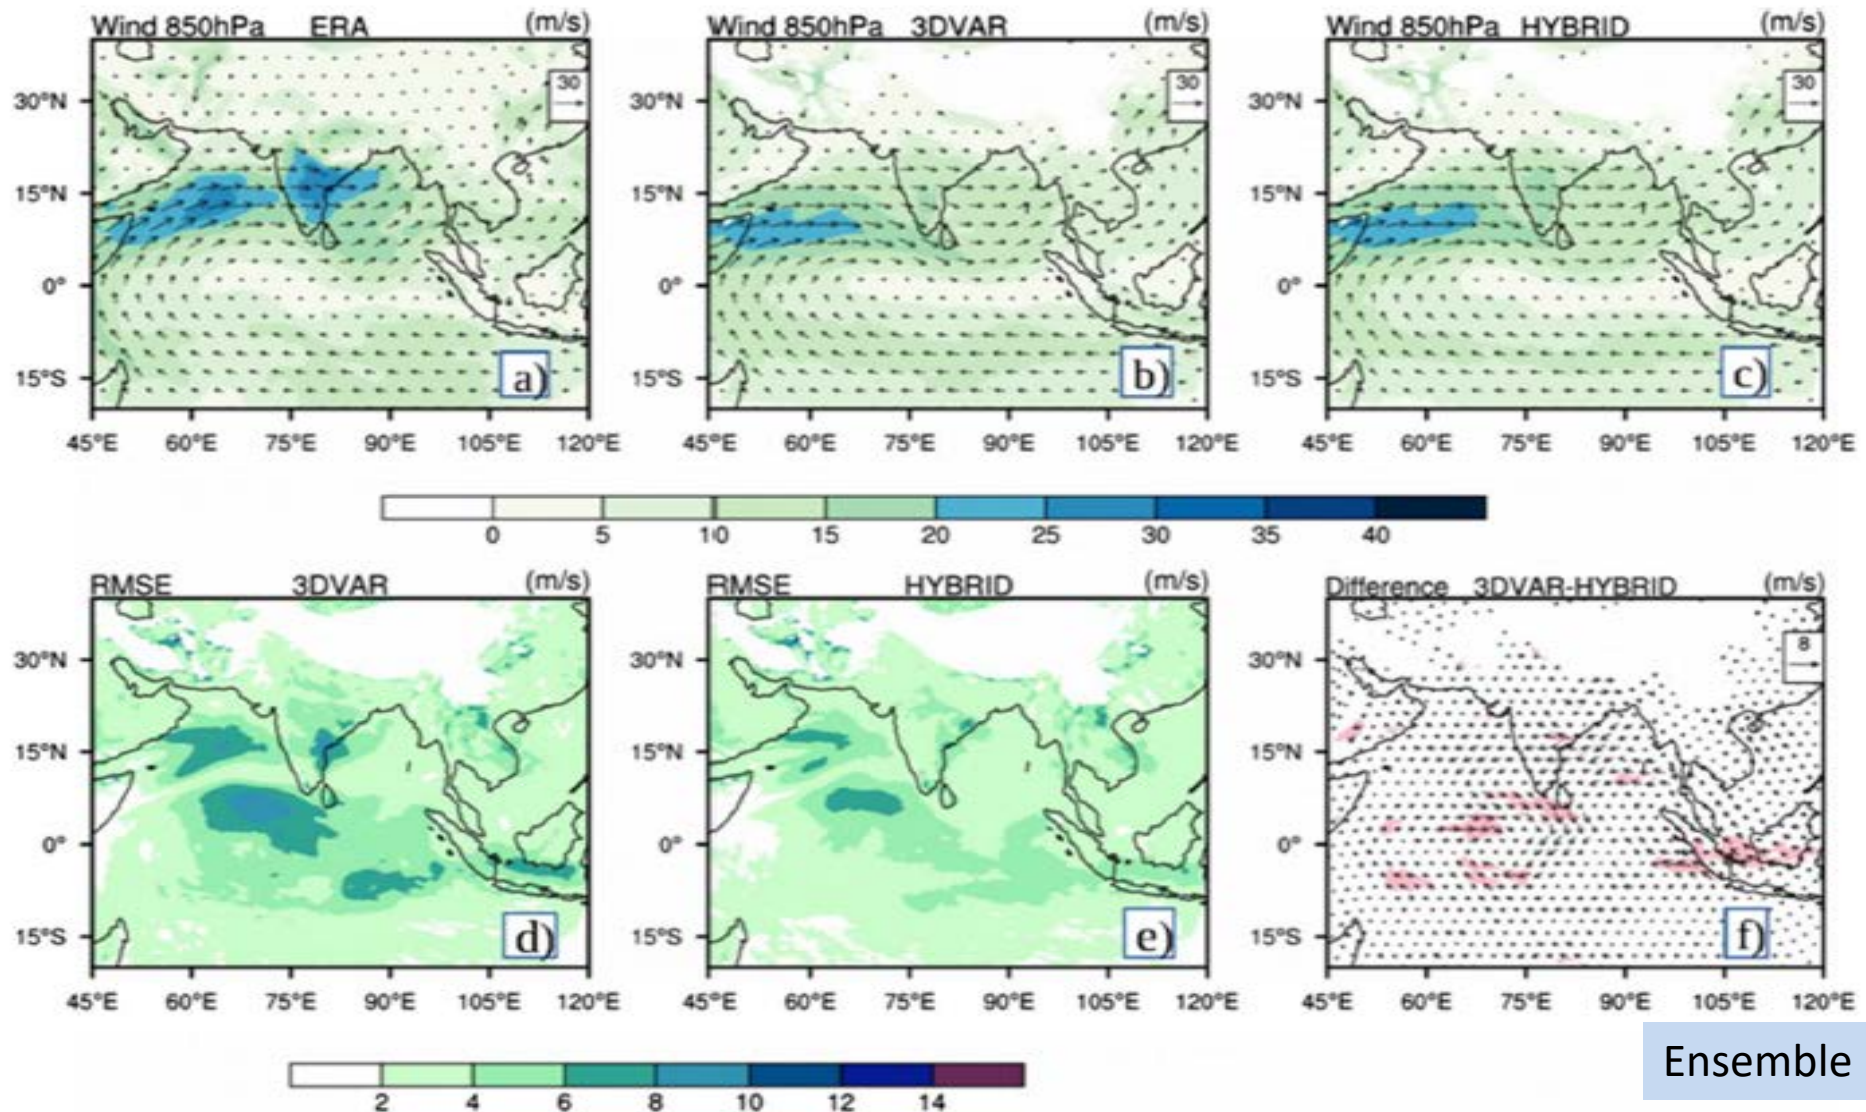 Wind 850hPa ERA (m/s)
Wind 850hPa 3DVAR (m/s)
Wind 850hPa HYBRID (m/s)
30
30
30
30°N
15°N
0°
15°S
30°N
15°N
0°
15°S
30°N
15°N
0°
15°S
a)
b)
c)
45°E 60°E 75°E 90°E 105°E 120°E
45°E 60°E 75°E 90°E 105°E 120°E
45°E 60°E 75°E 90°E 105°E 120°E
0 5 10 15 20 25 30 35 40
RMSE 3DVAR (m/s)
RMSE HYBRID (m/s)
Difference 3DVAR-HYBRID (m/s)
8
30°N
15°N
0°
15°S
30°N
15°N
0°
15°S
30°N
15°N
0°
15°S
d)
e)
f)
45°E 60°E 75°E 90°E 105°E 120°E
45°E 60°E 75°E 90°E 105°E 120°E
45°E 60°E 75°E 90°E 105°E 120°E
2 4 6 8 10 12 14
Ensemble